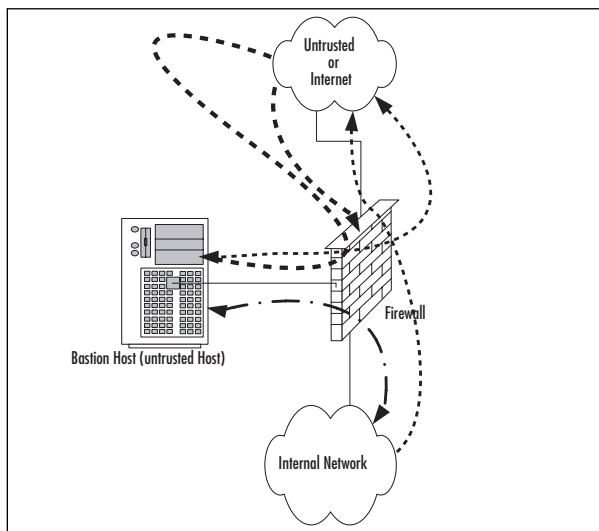 Untrusted
or
Internet
Firewall
Bastion Host (untrusted Host)
Internal Network